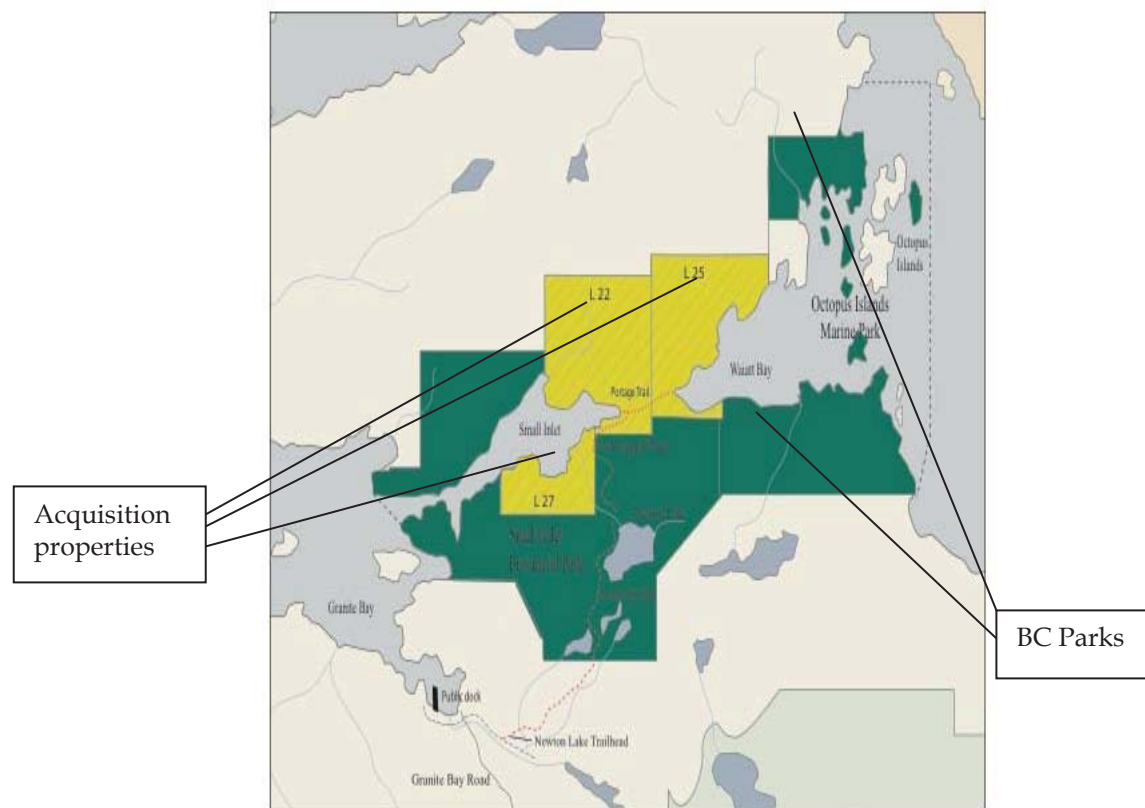 L 25
L 22
Octopus
Islands
Octopus Islands
Marine Park
Waiatt Bay
Portage Trail
Small Inlet
L 27
Acquisition
properties
Granite Bay
BC Parks
Public dock
Newton Lake Trailhead
Granite Bay Road